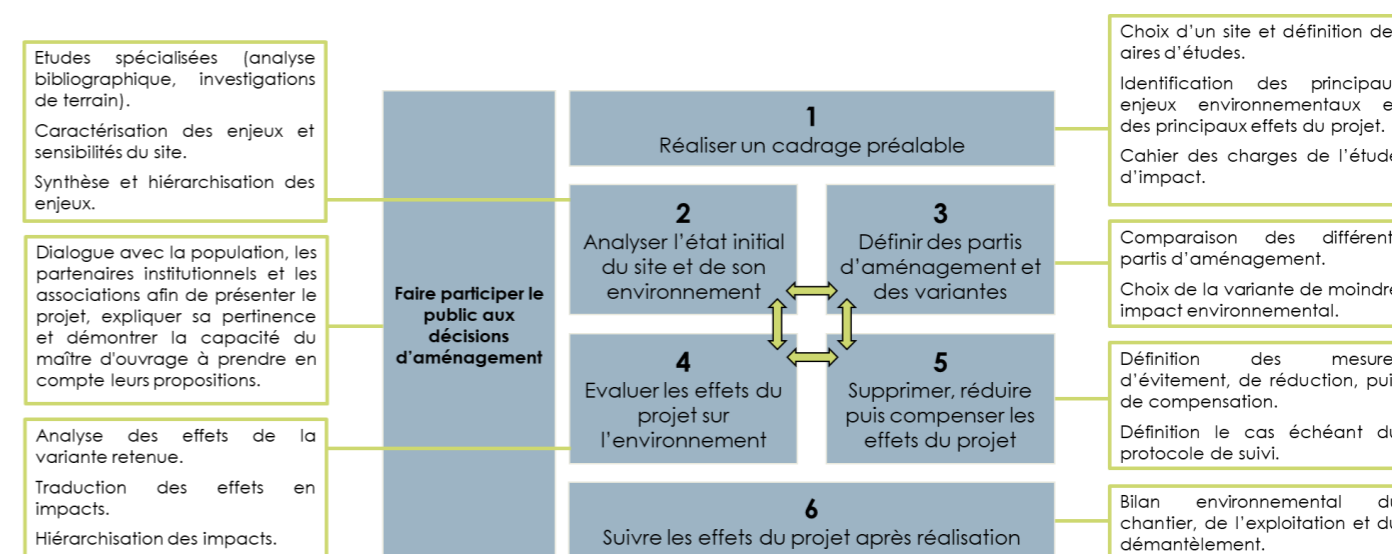 Etudes spécialisées (analyse
bibliographique, investigations
de terrain).
Caractérisation des enjeux et
sensibilités du site.
Synthèse et hiérarchisation des
enjeux.
Dialogue avec la population, les
partenaires institutionnels et les
associations afin de présenter le
projet, expliquer sa pertinence
et démontrer la capacité du
maître d'ouvrage à prendre en
compte leurs propositions.
Analyse des effets de la
variante retenue.
Traduction des effets en
impacts.
Hiérarchisation des impacts.
Faire participer le
public aux
décisions
d'aménagement
1
Réaliser un cadrage préalable
2
Analyser l'état initial
du site et de son
environnement
3
Définir des partis
d'aménagement et
des variantes
4
Evaluer les effets du
projet sur
l'environnement
5
Supprimer, réduire
puis compenser les
effets du projet
6
Suivre les effets du projet après réalisation
Choix d'un site et définition de
aires d'études.
Identification des principau
enjeux environnementaux e
des principaux effets du projet.
Cahier des charges de l'étude
d'impact.
Comparaison des différent
partis d'aménagement.
Choix de la variante de moindre
impact environnemental.
Définition des mesure
d'évitement, de réduction, pui
de compensation.
Définition le cas échéant du
protocole de suivi.
Bilan environnemental du
chantier, de l'exploitation et du
démantèlement.